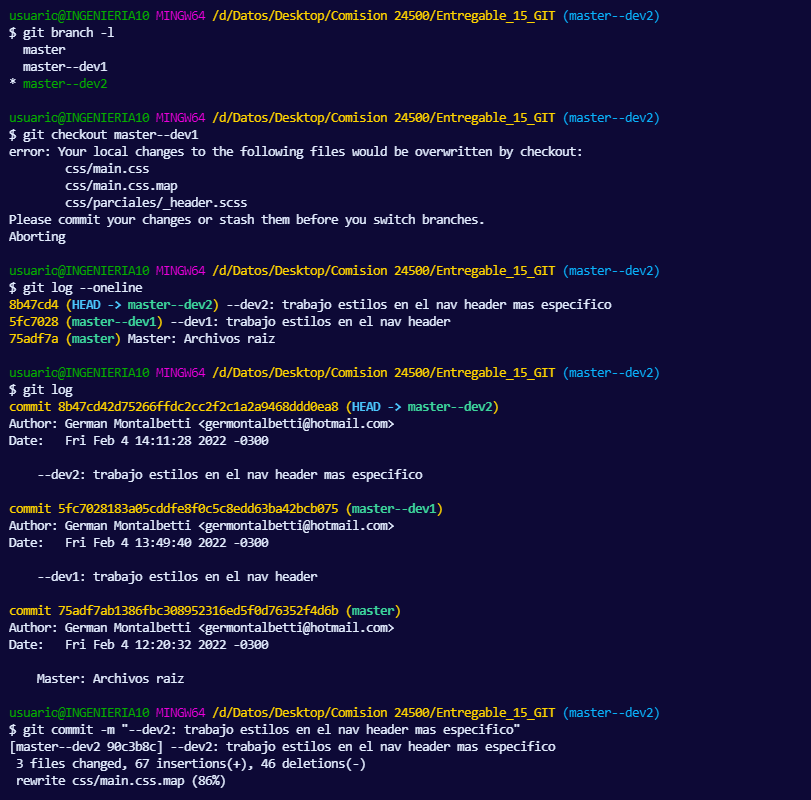 usuario@INGENIERIA10 MINGW64 /d/Datos/Desktop/Comision 24500/Entregable_15_GIT (master--dev2)
$ git branch -l
  master
  master--dev1
* master--dev2

usuario@INGENIERIA10 MINGW64 /d/Datos/Desktop/Comision 24500/Entregable_15_GIT (master--dev2)
$ git checkout master--dev1
error: Your local changes to the following files would be overwritten by checkout:
        css/main.css
        css/main.css.map
        css/parciales/_header.scss
Please commit your changes or stash them before you switch branches.
Aborting

usuario@INGENIERIA10 MINGW64 /d/Datos/Desktop/Comision 24500/Entregable_15_GIT (master--dev2)
$ git log --oneline
8b47cd4 (HEAD -> master--dev2) --dev2: trabajo estilos en el nav header mas especifico
5fc7028 (master--dev1) --dev1: trabajo estilos en el nav header
75adf7a (master) Master: Archivos raiz

usuario@INGENIERIA10 MINGW64 /d/Datos/Desktop/Comision 24500/Entregable_15_GIT (master--dev2)
$ git log
commit 8b47cd42d75266ffdc2cc2f2c1a2a9468ddd0ea8 (HEAD -> master--dev2)
Author: German Montalbetti <germontalbetti@hotmail.com>
Date:   Fri Feb 4 14:11:28 2022 -0300

    --dev2: trabajo estilos en el nav header mas especifico

commit 5fc7028183a05cddfe8f0c5c8edd63ba42bcb075 (master--dev1)
Author: German Montalbetti <germontalbetti@hotmail.com>
Date:   Fri Feb 4 13:49:40 2022 -0300

    --dev1: trabajo estilos en el nav header

commit 75adf7ab1386fbc308952316ed5f0d76352f4d6b (master)
Author: German Montalbetti <germontalbetti@hotmail.com>
Date:   Fri Feb 4 12:20:32 2022 -0300

    Master: Archivos raiz

usuario@INGENIERIA10 MINGW64 /d/Datos/Desktop/Comision 24500/Entregable_15_GIT (master--dev2)
$ git commit -m "--dev2: trabajo estilos en el nav header mas especifico"
[master--dev2 90c3b8c] --dev2: trabajo estilos en el nav header mas especifico
 3 files changed, 67 insertions(+), 46 deletions(-)
 rewrite css/main.css.map (86%)